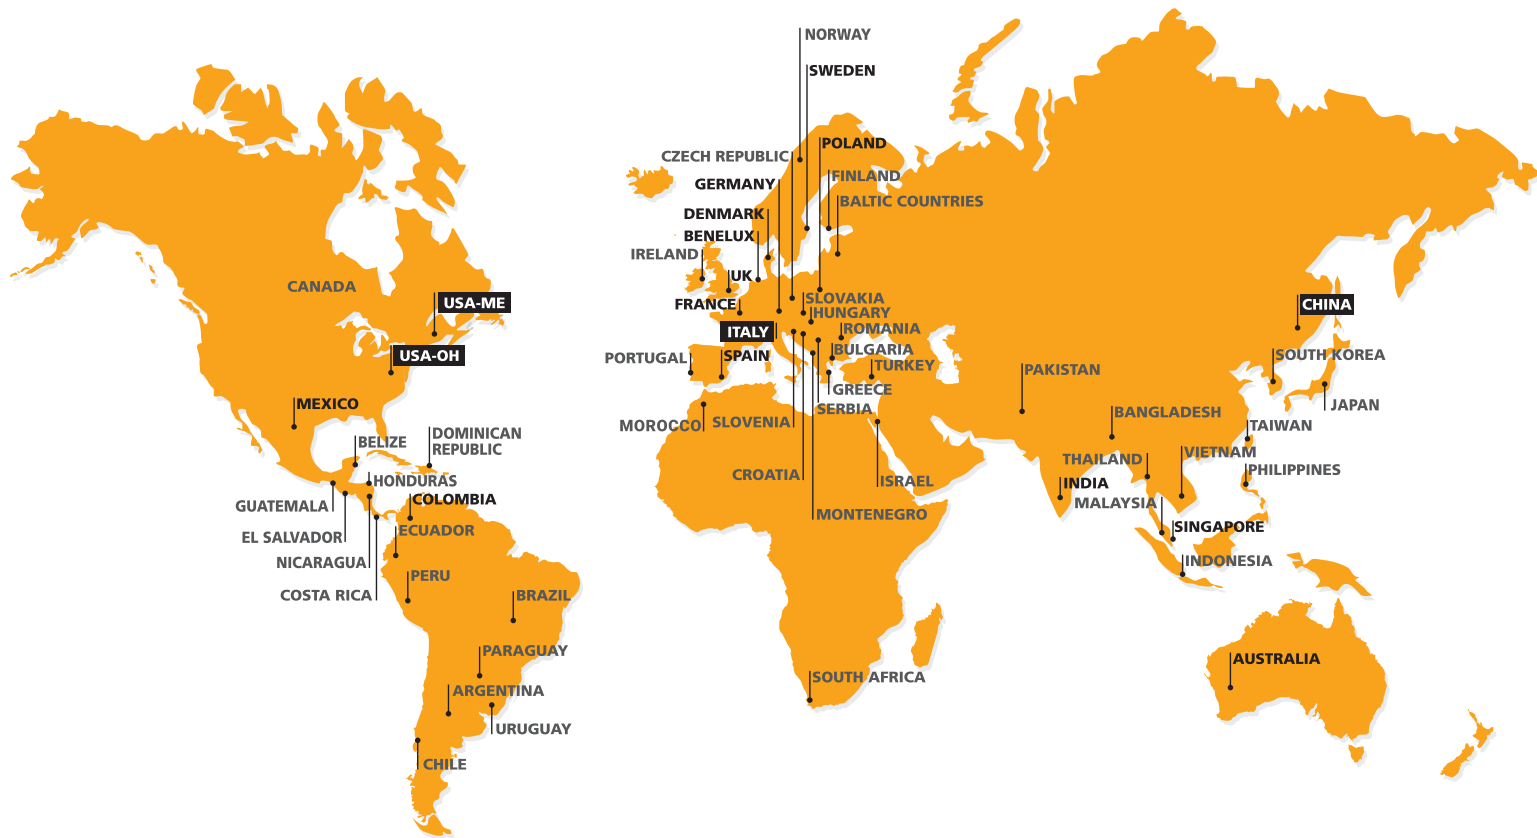 NORWAY
SWEDEN
POLAND
CZECH REPUBLIC
FINLAND
GERMANY
BALTIC COUNTRIES
DENMARK
BENELUX
IRELAND
UK
CANADA
USA-ME
FRANCE
SLOVAKIA
CHINA
HUNGARY
ITALY
ROMANIA
USA-OH
PORTUGAL
SPAIN
BULGARIA
SOUTH KOREA
TURKEY
PAKISTAN
GREECE
MEXICO
SERBIA
JAPAN
BANGLADESH
MOROCCO
SLOVENIA
TAIWAN
DOMINICAN
REPUBLIC
BELIZE
VIETNAM
THAILAND
PHILIPPINES
CROATIA
HONDURAS
ISRAEL
INDIA
COLOMBIA
MALAYSIA
GUATEMALA
MONTENEGRO
SINGAPORE
ECUADOR
EL SALVADOR
NICARAGUA
INDONESIA
PERU
COSTA RICA
BRAZIL
PARAGUAY
AUSTRALIA
SOUTH AFRICA
ARGENTINA
URUGUAY
CHILE